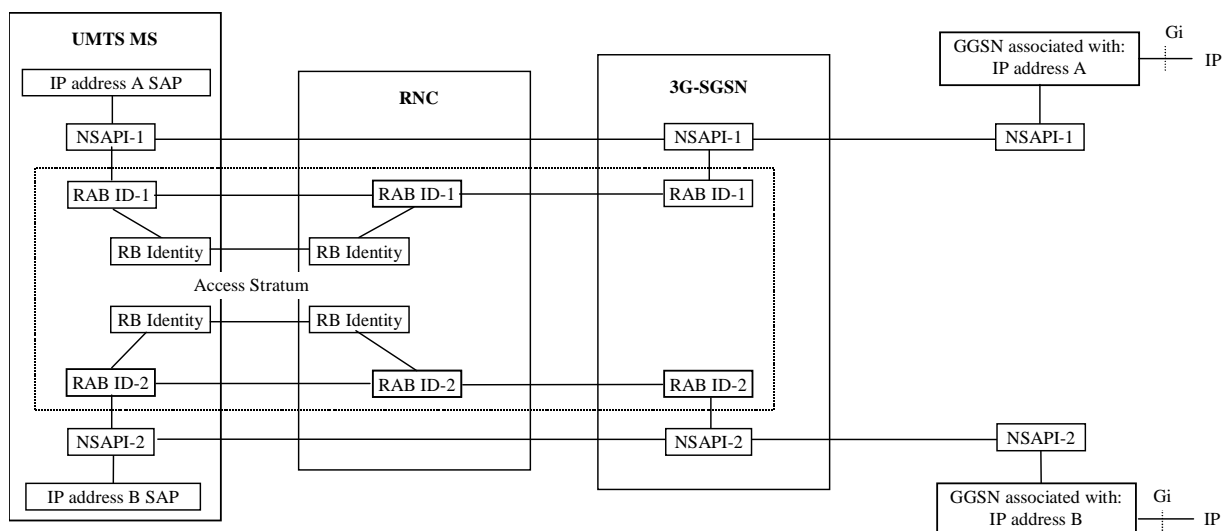 UMTS MS
IP address A SAP
NSAPI-1
RAB ID-1
RB Identity
RNC
RAB ID-1
RB Identity
3G-SGSN
NSAPI-1
RAB ID-1
GGSN associated with:
IP address A
Gi
IP
NSAPI-1
Access Stratum
RB Identity
RAB ID-2
NSAPI-2
IP address B SAP
RB Identity
RAB ID-2
RAB ID-2
NSAPI-2
NSAPI-2
GGSN associated with:
IP address B
Gi
IP